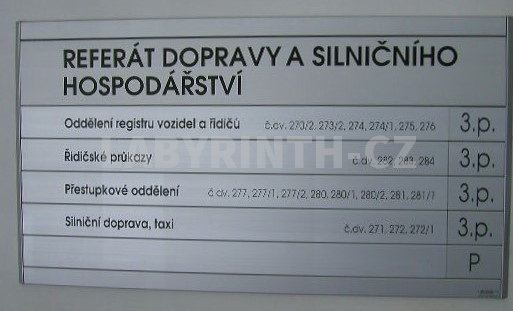 REFERÁT DOPRAVY A SILNIČNÍHO
HOSPODÁŘSTVÍ
Oddělení registru vozidel a řidičů č.dv. 270/2, 273/2, 274, 274/1, 275, 276 3.p.
Řidičské průkazy č.dv. 282, 283, 284 3.p.
Přestupkové oddělení č.dv. 277, 277/1, 277/2, 280, 280/1, 280/2, 281, 281/1 3.p.
Silniční doprava, taxi č.dv. 271, 272, 272/1 3.p.
P
LABYRINTH-CZ